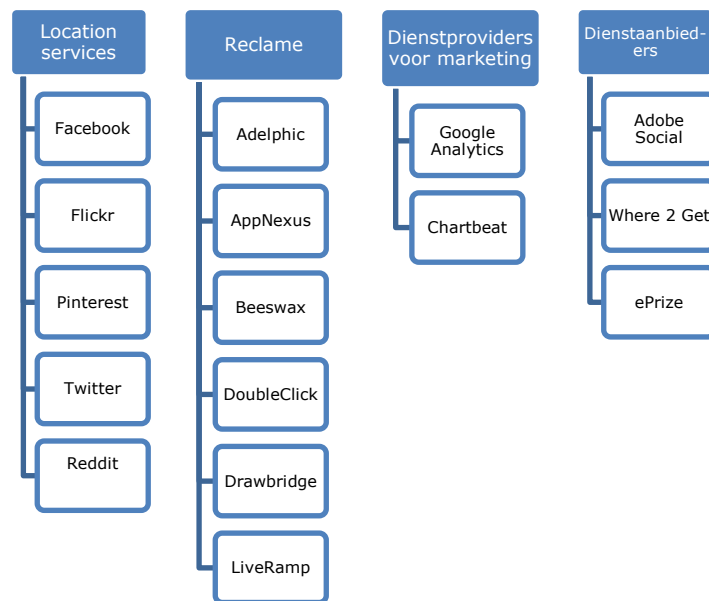 Location
services
Facebook
Flickr
Pinterest
Twitter
Reddit
Reclame
Adelphic
AppNexus
Beeswax
DoubleClick
Drawbridge
LiveRamp
Dienstproviders
voor marketing
Google
Analytics
Chartbeat
Dienstaanbied-
ers
Adobe
Social
Where 2 Get
ePrize